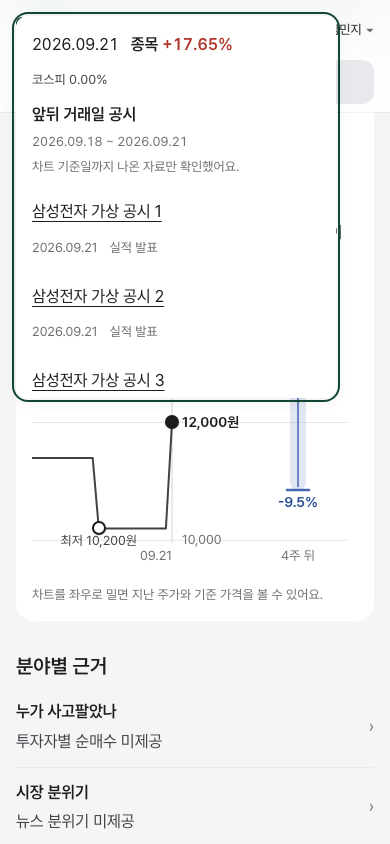 2026.09.21 종목 +17.65%
민지
코스피 0.00%
앞뒤 거래일 공시
2026.09.18 ~ 2026.09.21
차트 기준일까지 나온 자료만 확인했어요.
삼성전자 가상 공시 1
2026.09.21 실적 발표
삼성전자 가상 공시 2
2026.09.21 실적 발표
삼성전자 가상 공시 3
12,000원
-9.5%
최저 10,200원
10,000
09.21
4주 뒤
차트를 좌우로 밀면 지난 주가와 기준 가격을 볼 수 있어요.
분야별 근거
누가 사고팔았나
투자자별 순매수 미제공
시장 분위기
뉴스 분위기 미제공